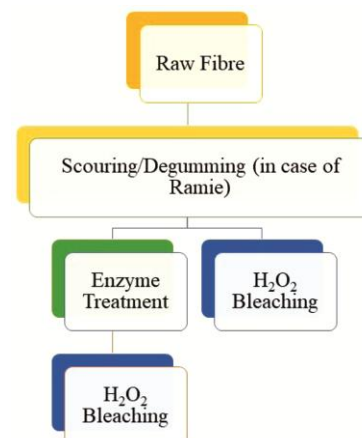 Raw Fibre
Scouring/Degumming (in case of
Ramie)
Enzyme
Treatment
H₂O₂
Bleaching
H₂O₂
Bleaching